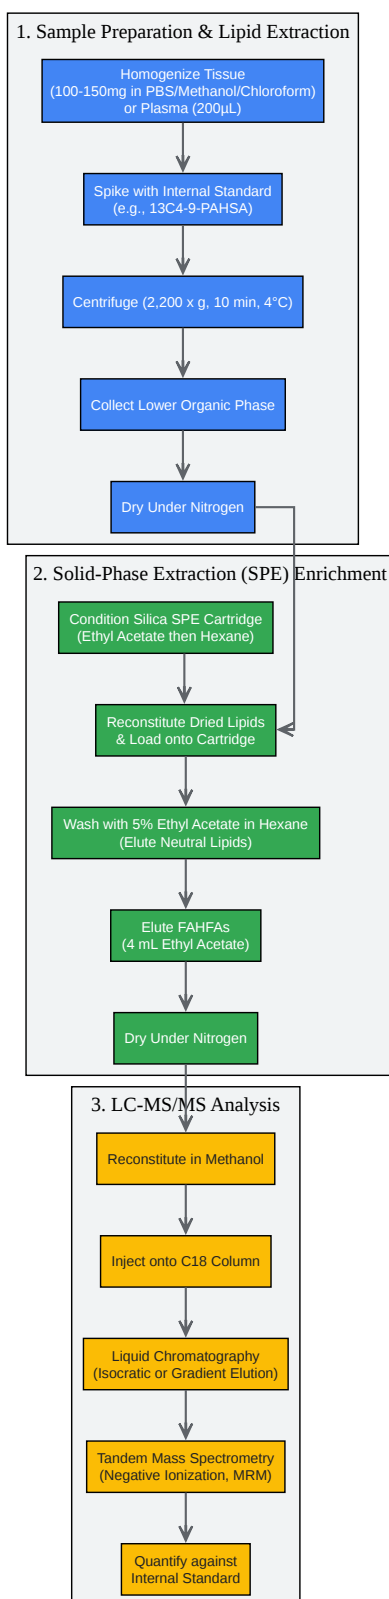 1. Sample Preparation & Lipid Extraction
Homogenize Tissue
(100-150mg in PBS/Methanol/Chloroform)
or Plasma (200µL)
Spike with Internal Standard
(e.g., 13C4-9-PAHSA)
Centrifuge (2,200 x g, 10 min, 4°C)
Collect Lower Organic Phase
Dry Under Nitrogen
2. Solid-Phase Extraction (SPE) Enrichment
Condition Silica SPE Cartridge
(Ethyl Acetate then Hexane)
Reconstitute Dried Lipids
& Load onto Cartridge
Wash with 5% Ethyl Acetate in Hexane
(Elute Neutral Lipids)
Elute FAHFAs
(4 mL Ethyl Acetate)
Dry Under Nitrogen
3. LC-MS/MS Analysis
Reconstitute in Methanol
Inject onto C18 Column
Liquid Chromatography
(Isocratic or Gradient Elution)
Tandem Mass Spectrometry
(Negative Ionization, MRM)
Quantify against
Internal Standard